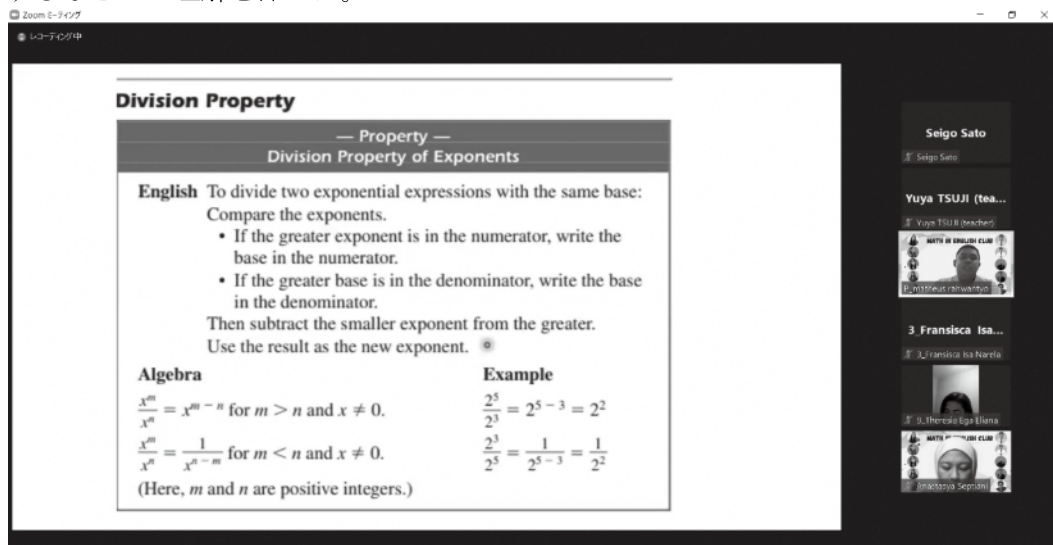 Zoom ミーティング
レコーディング中
Division Property
— Property —
Division Property of Exponents
English To divide two exponential expressions with the same base:
Compare the exponents.
• If the greater exponent is in the numerator, write the
base in the numerator.
• If the greater base is in the denominator, write the base
in the denominator.
Then subtract the smaller exponent from the greater.
Use the result as the new exponent.
Algebra
x^m/x^n = x^(m − n) for m > n and x ≠ 0.
x^m/x^n = 1/x^(n − m) for m < n and x ≠ 0.
(Here, m and n are positive integers.)
Example
2^5/2^3 = 2^(5 − 3) = 2^2
2^3/2^5 = 1/2^(5 − 3) = 1/2^2
Seigo Sato
Seigo Sato
Yuya TSUJI (tea...
Yuya TSUJI (teacher)
MATH IN ENGLISH CLUB
3_Fransisca Isa...
3_Fransisca Isa Narela
9_Theresia Ega Eliana
Anastasya Septiani